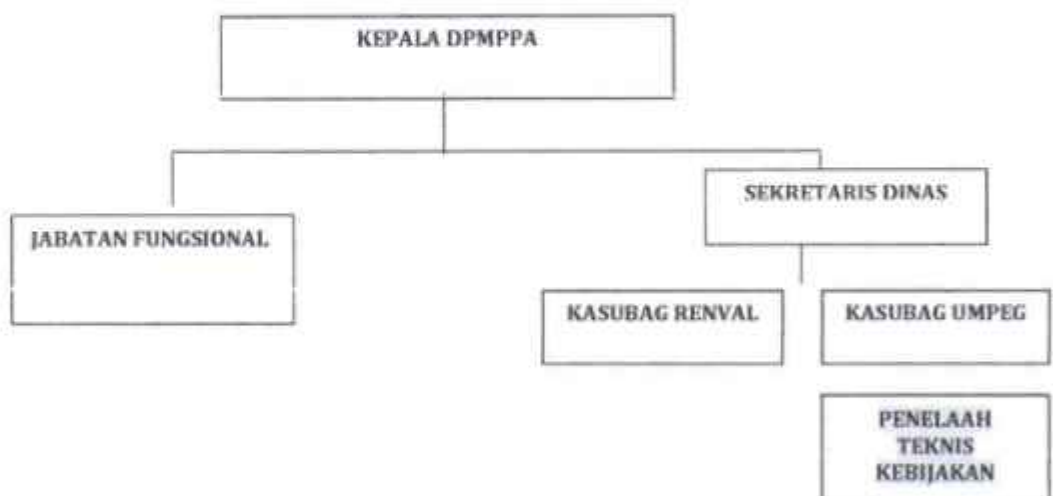 KEPALA DPMPPA
SEKRETARIS DINAS
JABATAN FUNGSIONAL
KASUBAG RENVAL
KASUBAG UMPEG
PENELAAH
TEKNIS
KEBIJAKAN